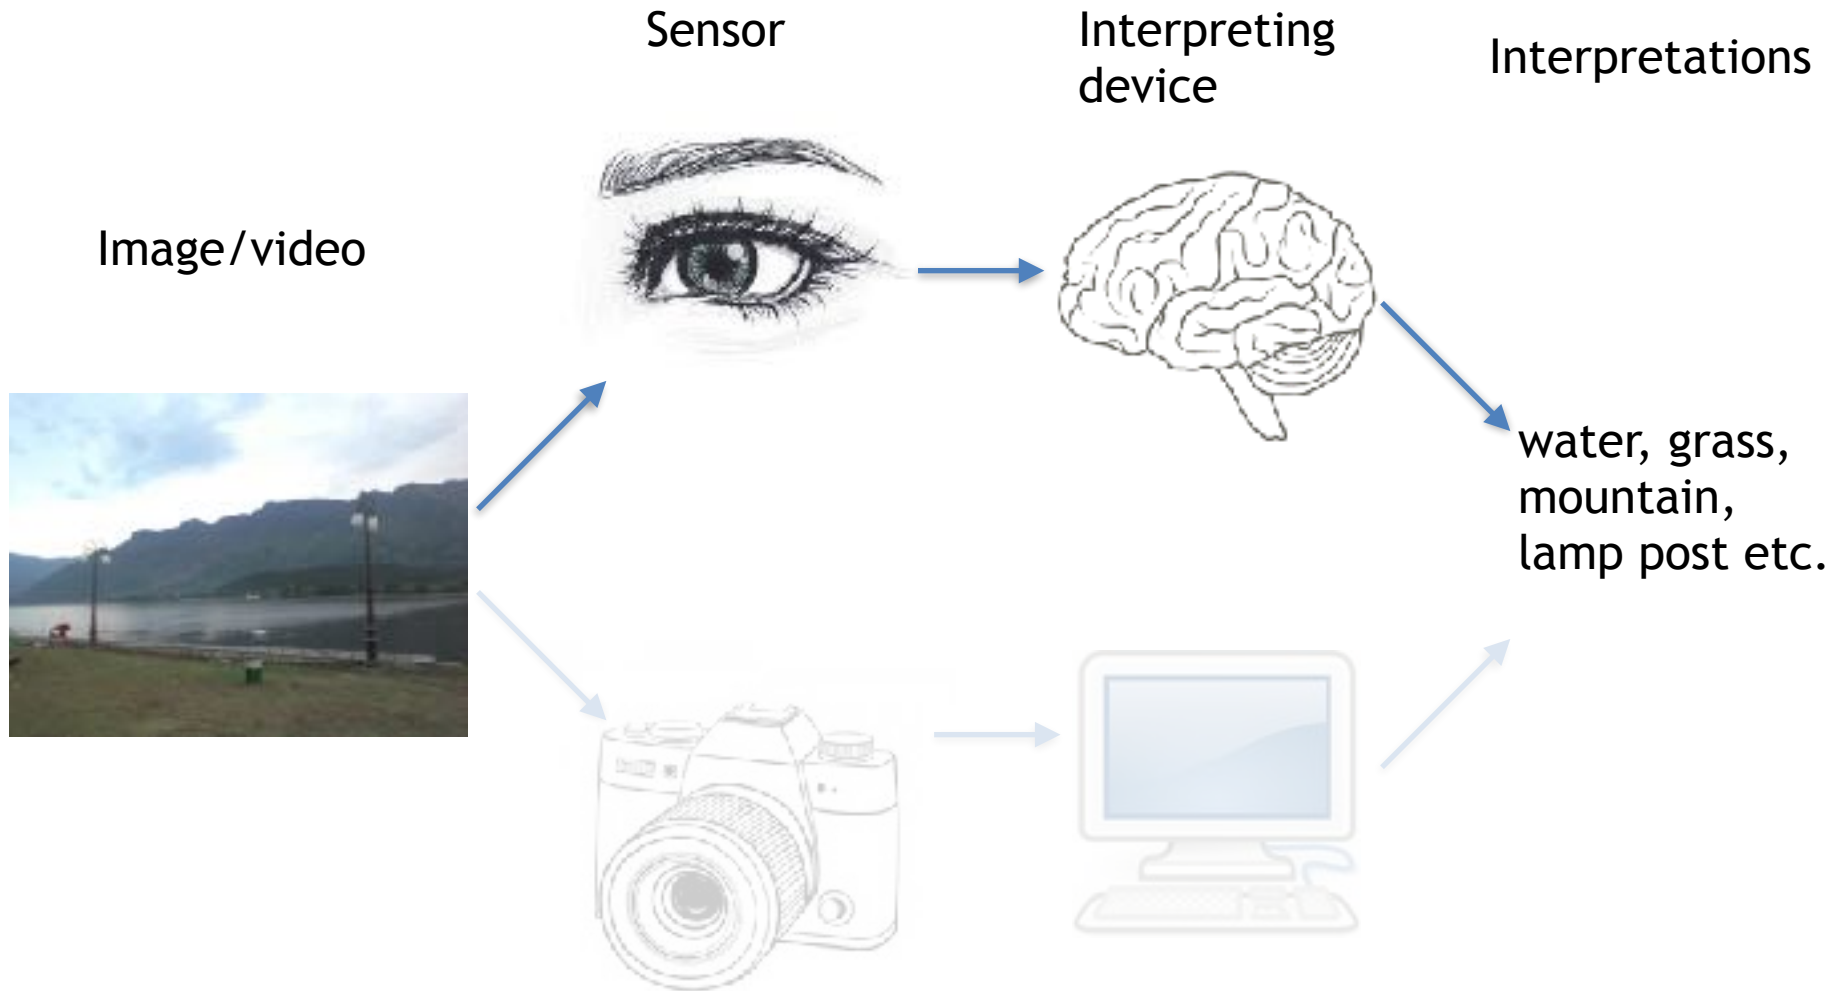 Sensor
Interpreting
device
Interpretations
Image/video
water, grass,
mountain,
lamp post etc.